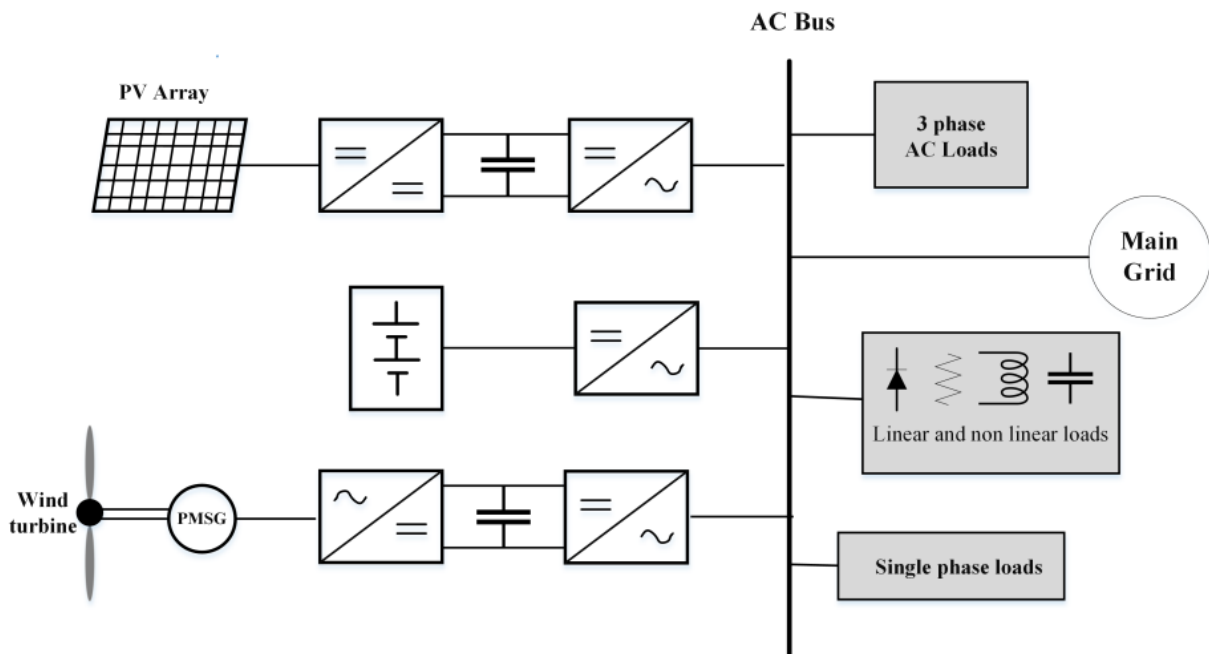 AC Bus
PV Array
3 phase
AC Loads
Main
Grid
Linear and non linear loads
Wind
turbine
PMSG
Single phase loads